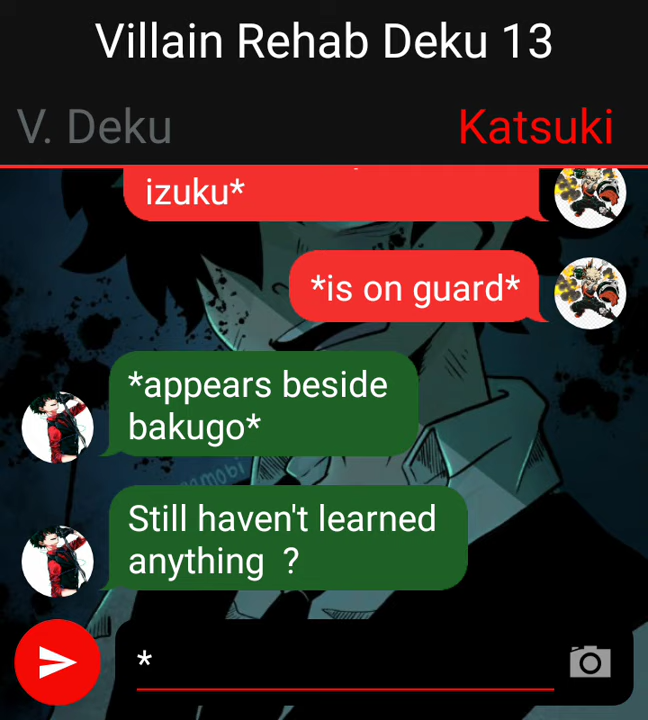 Villain Rehab Deku 13
V. Deku
Katsuki
izuku*
*is on guard*
*appears beside
bakugo*
Still haven't learned
anything ?
*